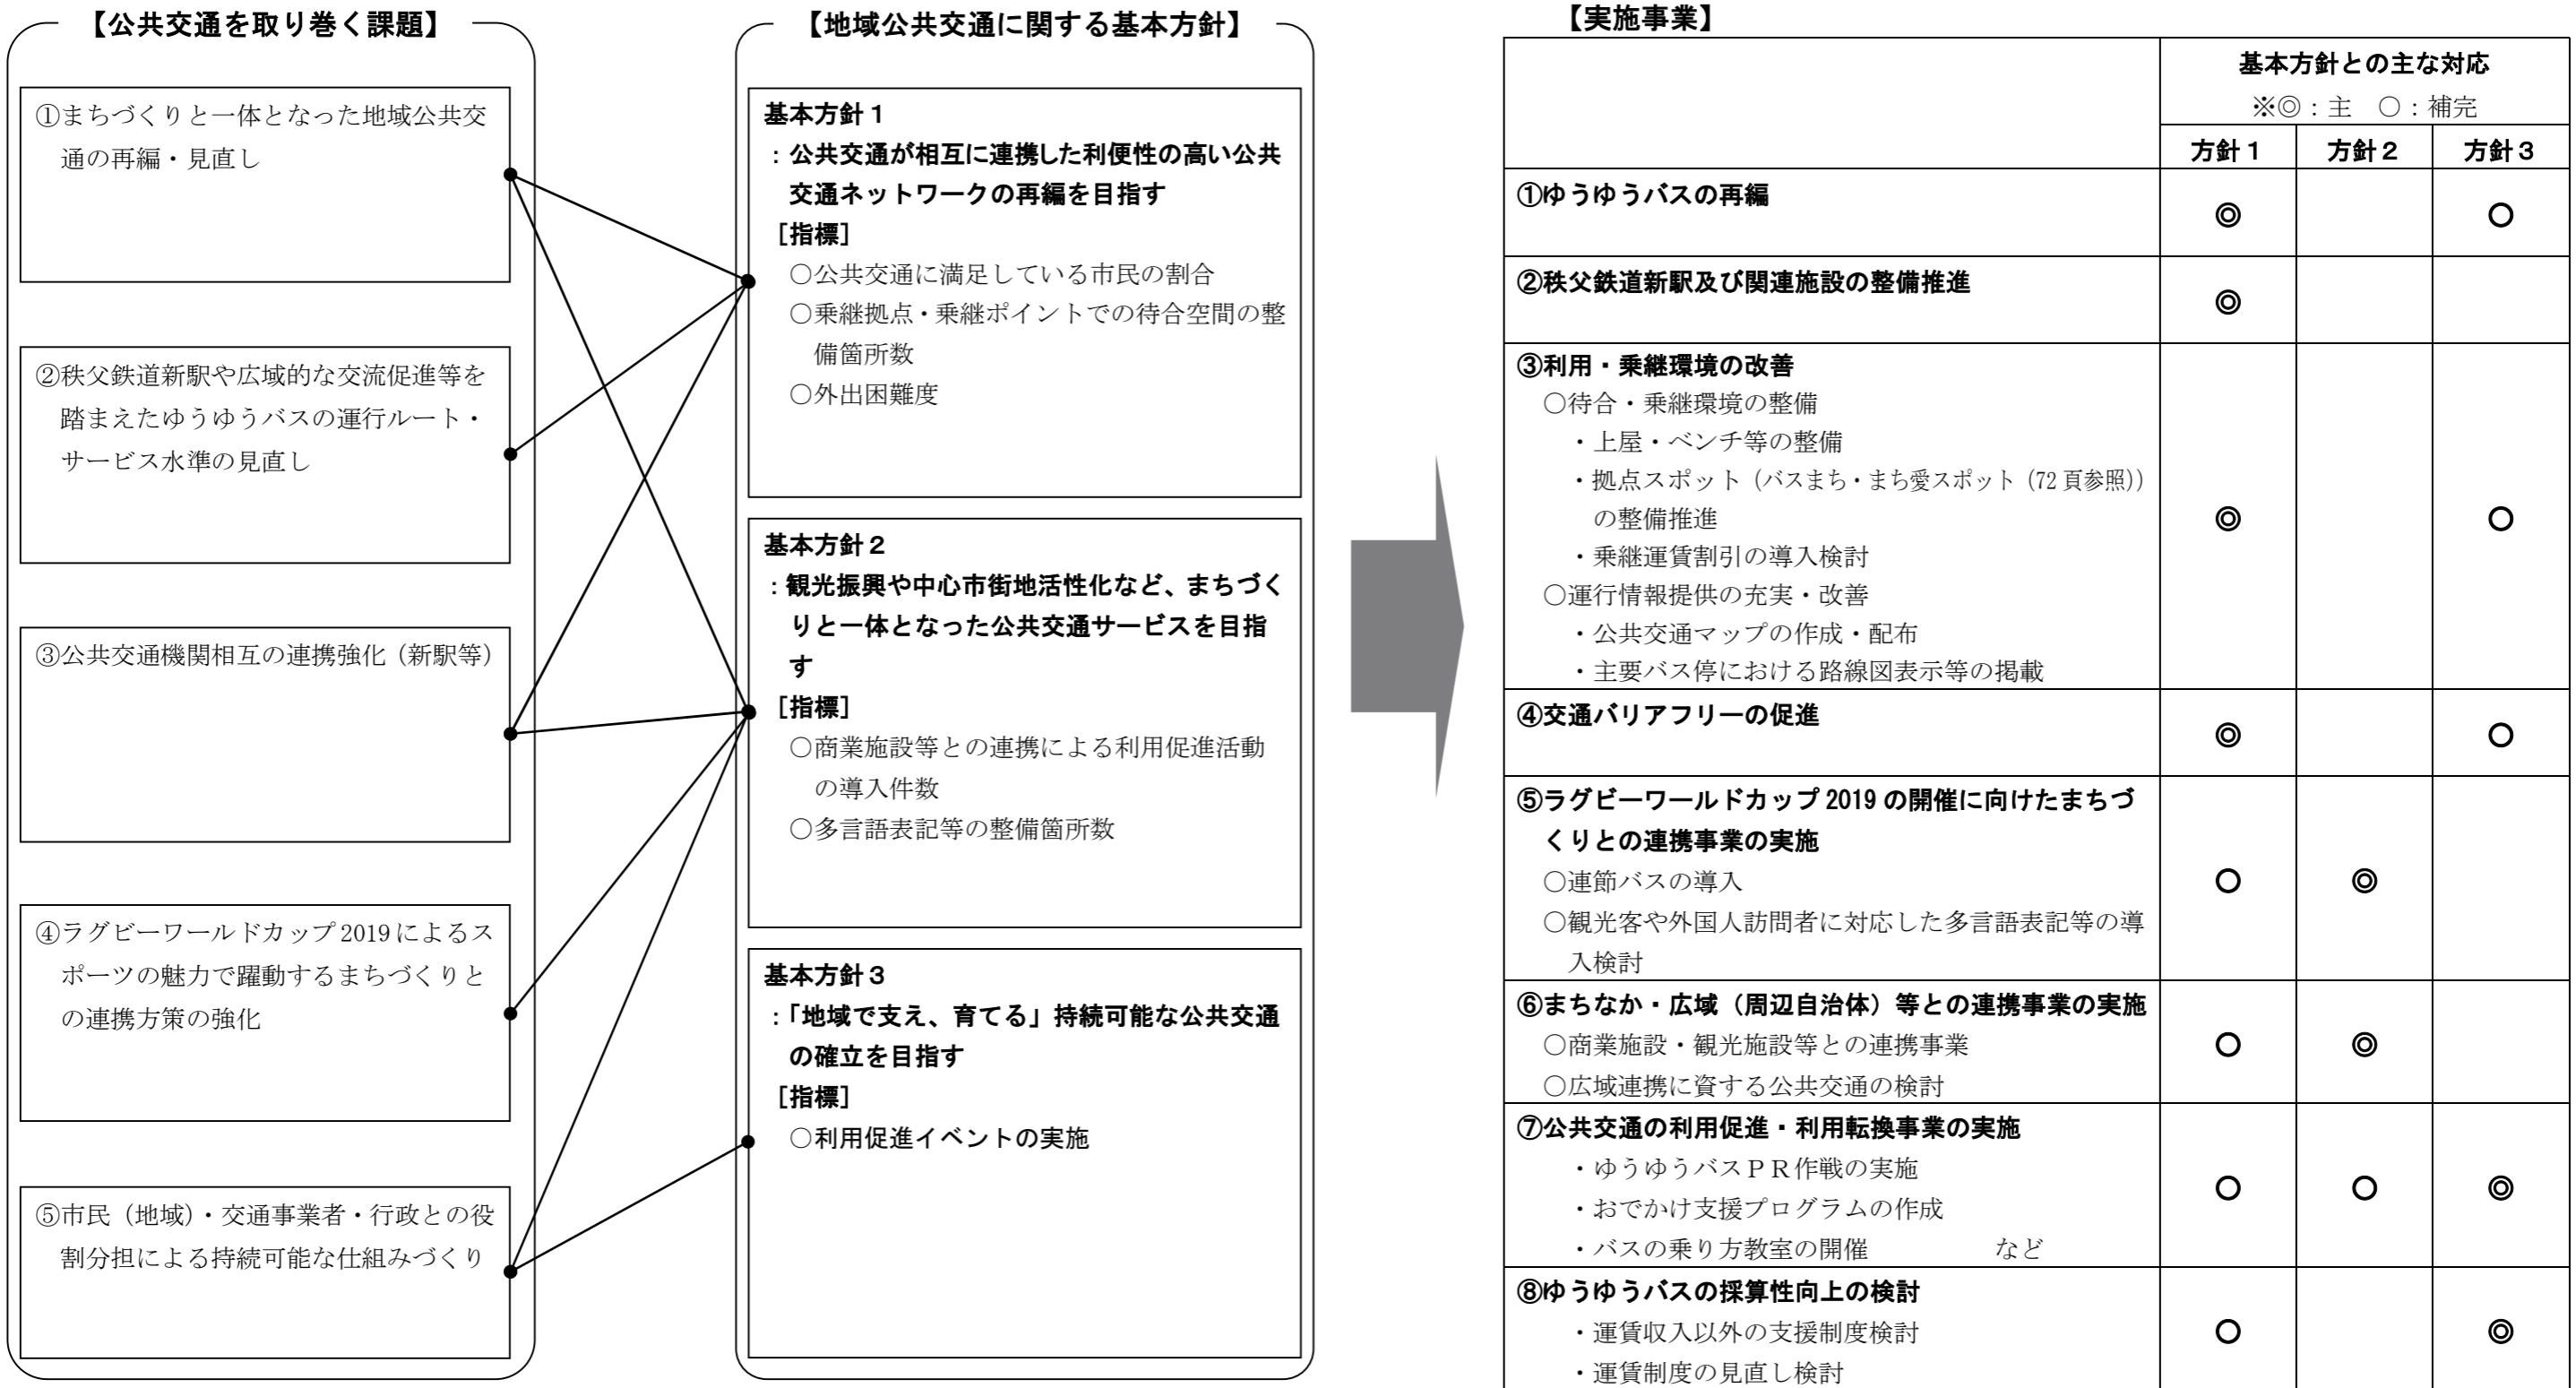 【公共交通を取り巻く課題】
①まちづくりと一体となった地域公共交
通の再編・見直し
②秩父鉄道新駅や広域的な交流促進等を
踏まえたゆうゆうバスの運行ルート・
サービス水準の見直し
③公共交通機関相互の連携強化（新駅等）
④ラグビーワールドカップ 2019 によるス
ポーツの魅力で躍動するまちづくりと
の連携方策の強化
⑤市民（地域）・交通事業者・行政との役
割分担による持続可能な仕組みづくり
【地域公共交通に関する基本方針】
基本方針１
：公共交通が相互に連携した利便性の高い公共
交通ネットワークの再編を目指す
［指標］
○公共交通に満足している市民の割合
○乗継拠点・乗継ポイントでの待合空間の整
備箇所数
○外出困難度
基本方針２
：観光振興や中心市街地活性化など、まちづく
りと一体となった公共交通サービスを目指
す
［指標］
○商業施設等との連携による利用促進活動
の導入件数
○多言語表記等の整備箇所数
基本方針３
：「地域で支え、育てる」持続可能な公共交通
の確立を目指す
［指標］
○利用促進イベントの実施
【実施事業】
基本方針との主な対応
※◎：主　○：補完
方針１ 方針２ 方針３
①ゆうゆうバスの再編
◎ ○
②秩父鉄道新駅及び関連施設の整備推進
◎
③利用・乗継環境の改善
○待合・乗継環境の整備
・上屋・ベンチ等の整備
・拠点スポット（バスまち・まち愛スポット（72 頁参照））
の整備推進
・乗継運賃割引の導入検討
○運行情報提供の充実・改善
・公共交通マップの作成・配布
・主要バス停における路線図表示等の掲載
◎ ○
④交通バリアフリーの促進
◎ ○
⑤ラグビーワールドカップ 2019 の開催に向けたまちづ
くりとの連携事業の実施
○連節バスの導入
○観光客や外国人訪問者に対応した多言語表記等の導
入検討
○ ◎
⑥まちなか・広域（周辺自治体）等との連携事業の実施
○商業施設・観光施設等との連携事業
○広域連携に資する公共交通の検討
○ ◎
⑦公共交通の利用促進・利用転換事業の実施
・ゆうゆうバスＰＲ作戦の実施
・おでかけ支援プログラムの作成
・バスの乗り方教室の開催　　　　　など
○ ○ ◎
⑧ゆうゆうバスの採算性向上の検討
・運賃収入以外の支援制度検討
・運賃制度の見直し検討
○ ◎